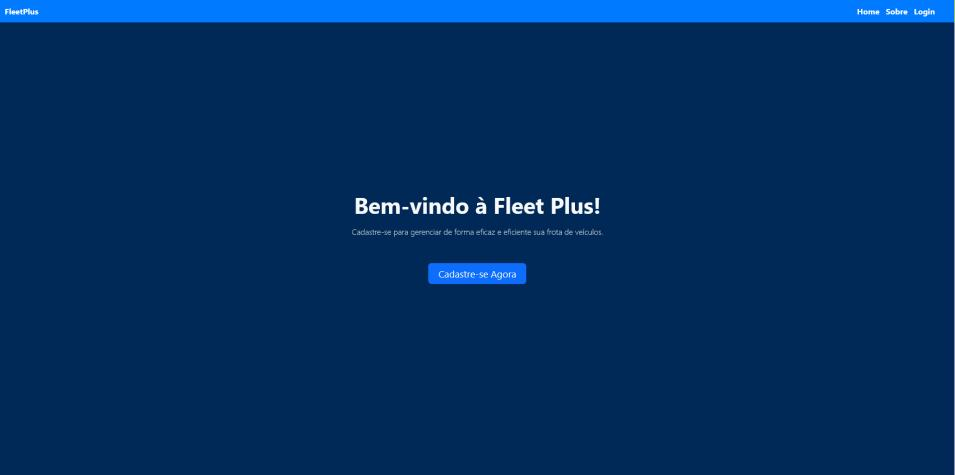 FleetPlus
Home Sobre Login
Bem-vindo à Fleet Plus!
Cadastre-se para gerenciar de forma eficaz e eficiente sua frota de veículos.
Cadastre-se Agora